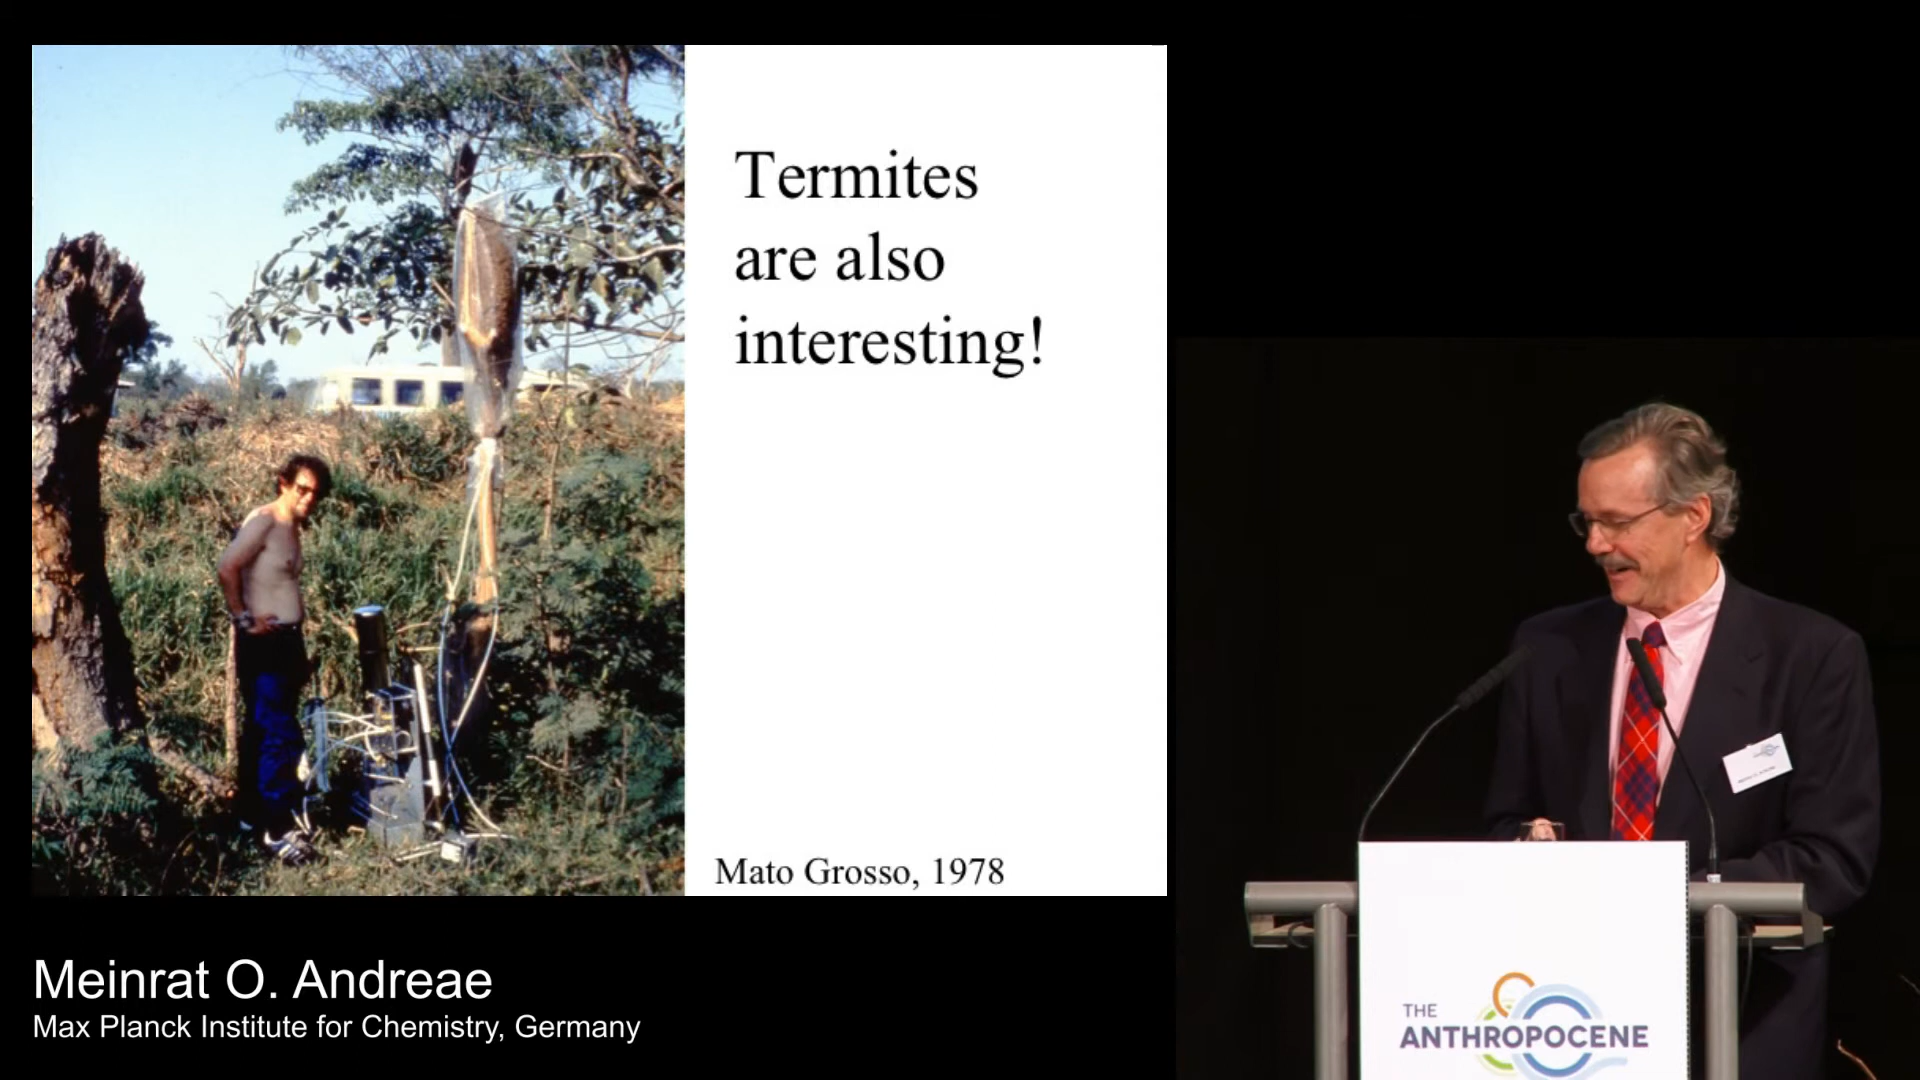 Termites
are also
interesting!
Mato Grosso, 1978
Meinrat O. Andreae
Max Planck Institute for Chemistry, Germany
THE
ANTHROPOCENE